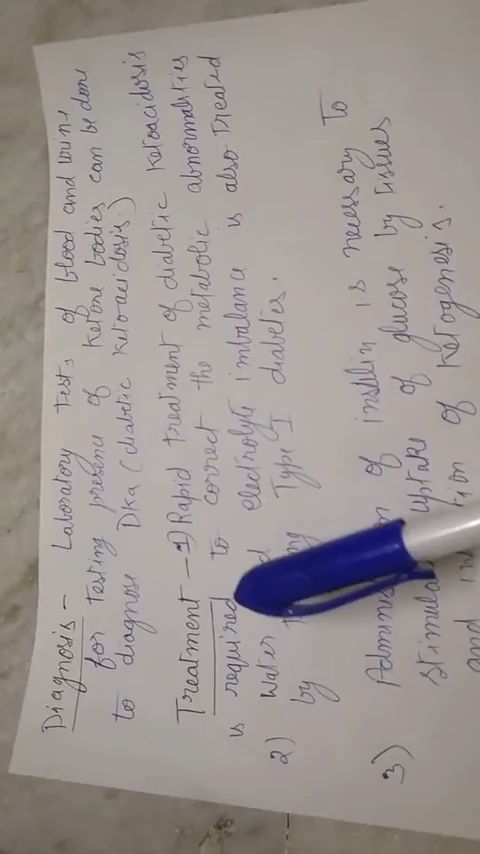 Diagnosis - Laboratory tests of blood and urine
for testing presence of Ketone bodies can be done
to diagnose Dka (diabetic ketoacidosis.)
Treatment - 1) Rapid treatment of diabetic Ketoacidosis
is required to correct the metabolic abnormalities
2) Water electrolyte imbalance is also treated
by Type I diabetes.
3) of insulin is necessary to
uptake of glucose by tissues
and of Ketogenesis.